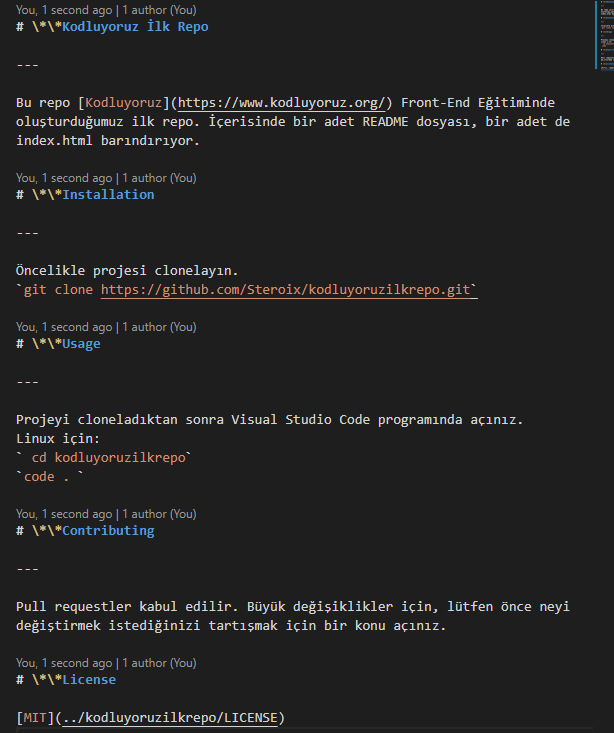 You, 1 second ago | 1 author (You)
# \*\*Kodluyoruz İlk Repo
---
Bu repo [Kodluyoruz](https://www.kodluyoruz.org/) Front-End Eğitiminde
oluşturduğumuz ilk repo. İçerisinde bir adet README dosyası, bir adet de
index.html barındırıyor.
You, 1 second ago | 1 author (You)
# \*\*Installation
---
Öncelikle projesi clonelayın.
`git clone https://github.com/Steroix/kodluyoruzilkrepo.git`
You, 1 second ago | 1 author (You)
# \*\*Usage
---
Projeyi cloneladıktan sonra Visual Studio Code programında açınız.
Linux için:
` cd kodluyoruzilkrepo`
`code . `
You, 1 second ago | 1 author (You)
# \*\*Contributing
---
Pull requestler kabul edilir. Büyük değişiklikler için, lütfen önce neyi
değiştirmek istediğinizi tartışmak için bir konu açınız.
You, 1 second ago | 1 author (You)
# \*\*License
[MIT](../kodluyoruzilkrepo/LICENSE)